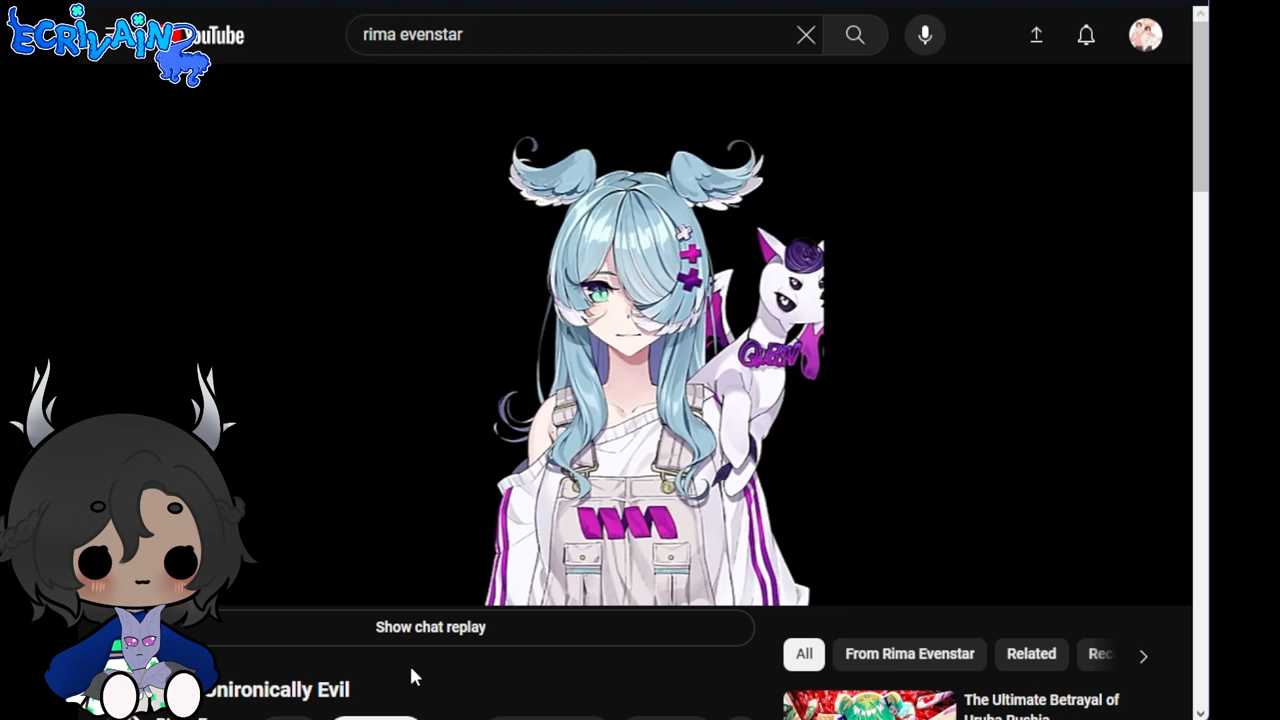 ECRIVAIN
ouTube
rima evenstar
Queen
Show chat replay
All
From Rima Evenstar
Related
Rec
nironically Evil
The Ultimate Betrayal of